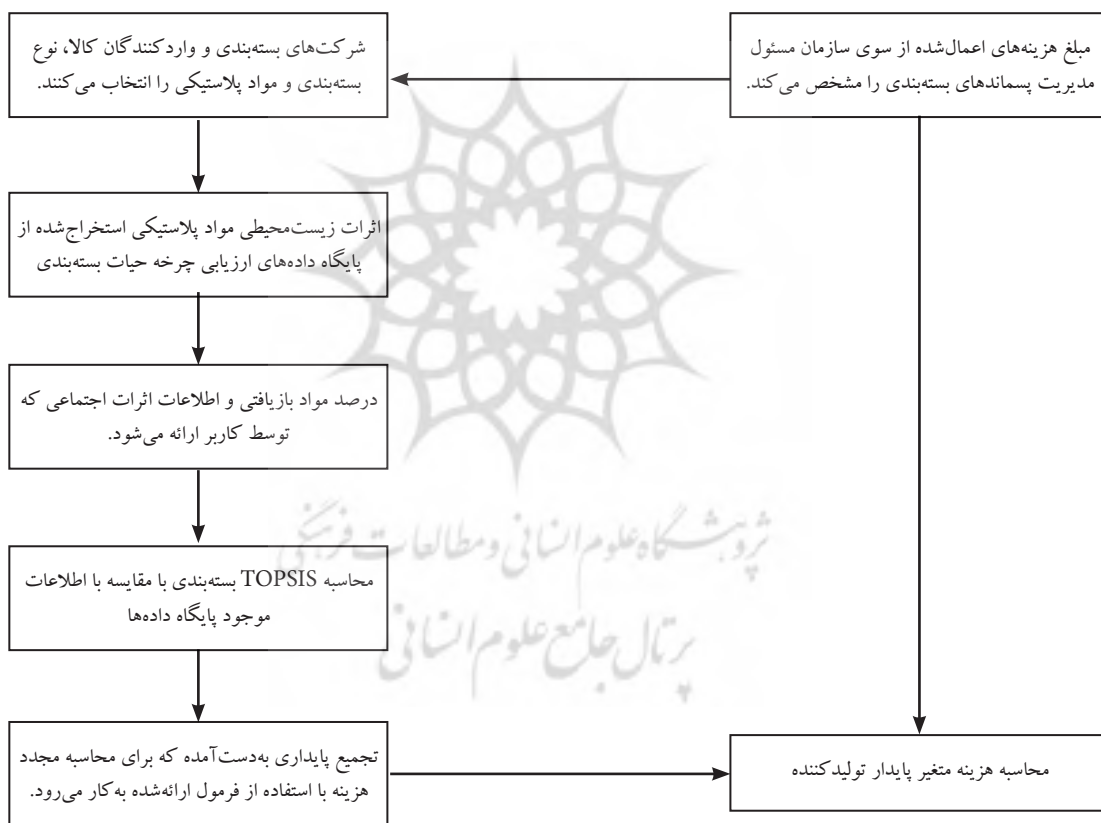 مبلغ هزینه‌های اعمال‌شده از سوی سازمان مسئول
مدیریت پسماندهای بسته‌بندی را مشخص می‌کند.
شرکت‌های بسته‌بندی و واردکنندگان کالا، نوع
بسته‌بندی و مواد پلاستیکی را انتخاب می‌کنند.
اثرات زیست‌محیطی مواد پلاستیکی استخراج‌شده از
پایگاه داده‌های ارزیابی چرخه حیات بسته‌بندی
درصد مواد بازیافتی و اطلاعات اثرات اجتماعی که
توسط کاربر ارائه می‌شود.
پژوهشگاه علوم انسانی و مطالعات فرهنگی
محاسبه TOPSIS بسته‌بندی با مقایسه با اطلاعات
موجود پایگاه داده‌ها
پرتال جامع علوم انسانی
تجمیع پایداری به‌دست‌آمده که برای محاسبه مجدد
هزینه با استفاده از فرمول ارائه‌شده به‌کار می‌رود.
محاسبه هزینه متغیر پایدار تولیدکننده